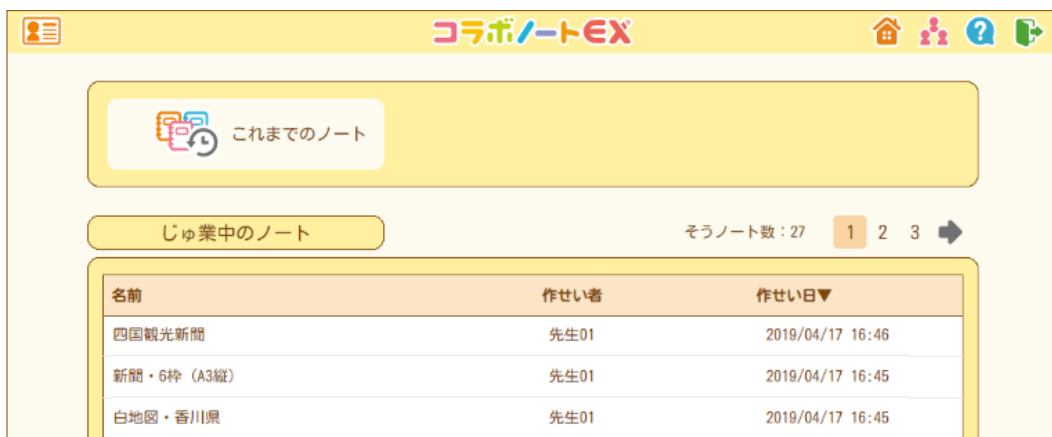 コラボノートEX
これまでのノート
じゅ業中のノート
そうノート数：27 1 2 3
名前 作せい者 作せい日▼
四国観光新聞 先生01 2019/04/17 16:46
新聞・6枠（A3縦） 先生01 2019/04/17 16:45
白地図・香川県 先生01 2019/04/17 16:45